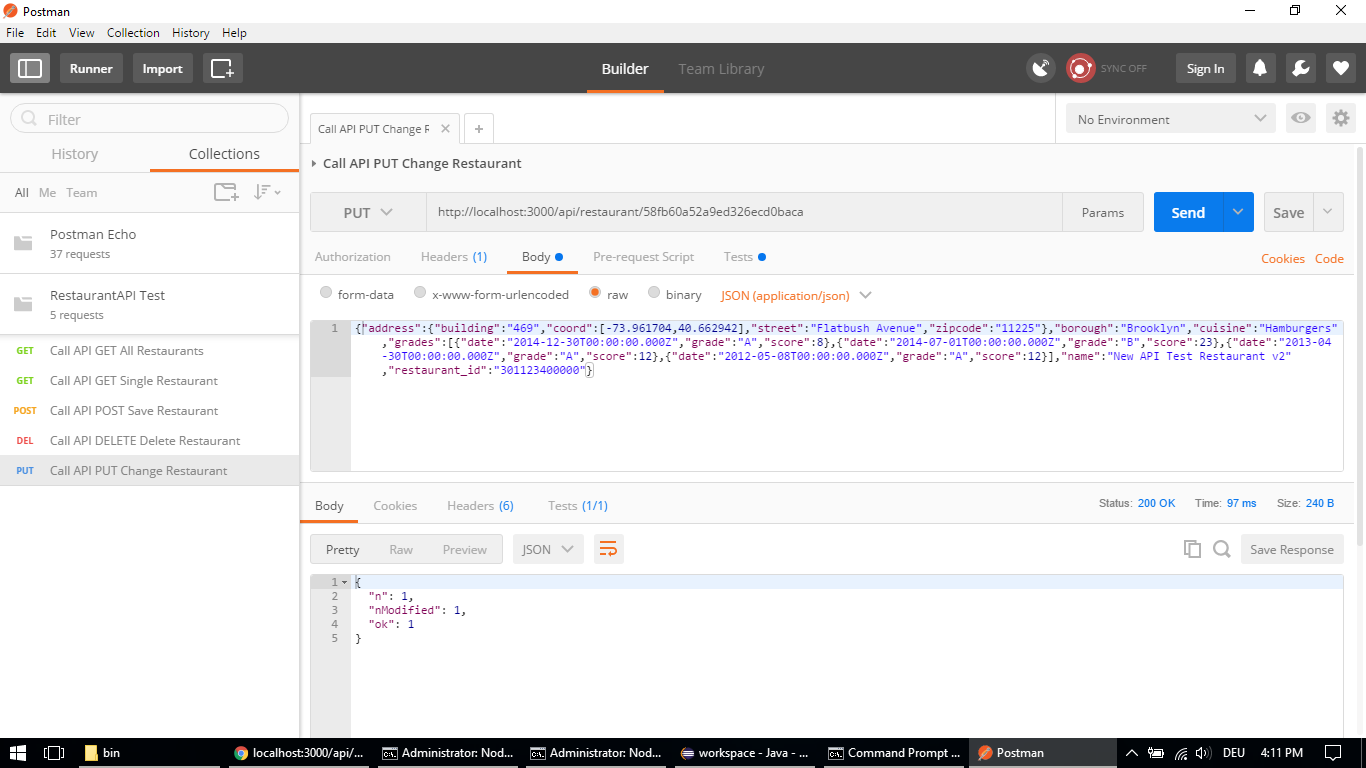 Postman
File Edit View Collection History Help
Runner Import Builder Team Library SYNC OFF Sign In
Filter
History Collections
All Me Team
Postman Echo
37 requests
RestaurantAPI Test
5 requests
GET Call API GET All Restaurants
GET Call API GET Single Restaurant
POST Call API POST Save Restaurant
DEL Call API DELETE Delete Restaurant
PUT Call API PUT Change Restaurant
Call API PUT Change R
No Environment
Call API PUT Change Restaurant
PUT http://localhost:3000/api/restaurant/58fb60a52a9ed326ecd0baca Params Send Save
Authorization Headers (1) Body Pre-request Script Tests Cookies Code
form-data x-www-form-urlencoded raw binary JSON (application/json)
1 {"address":{"building":"469","coord":[-73.961704,40.662942],"street":"Flatbush Avenue","zipcode":"11225"},"borough":"Brooklyn","cuisine":"Hamburgers"
,"grades":[{"date":"2014-12-30T00:00:00.000Z","grade":"A","score":8},{"date":"2014-07-01T00:00:00.000Z","grade":"B","score":23},{"date":"2013-04
-30T00:00:00.000Z","grade":"A","score":12},{"date":"2012-05-08T00:00:00.000Z","grade":"A","score":12}],"name":"New API Test Restaurant v2"
,"restaurant_id":"301123400000"}
Body Cookies Headers (6) Tests (1/1) Status: 200 OK Time: 97 ms Size: 240 B
Pretty Raw Preview JSON Save Response
1 {
2 "n": 1,
3 "nModified": 1,
4 "ok": 1
5 }
bin localhost:3000/api/... Administrator: Nod... Administrator: Nod... workspace - Java - ... Command Prompt ... Postman DEU 4:11 PM